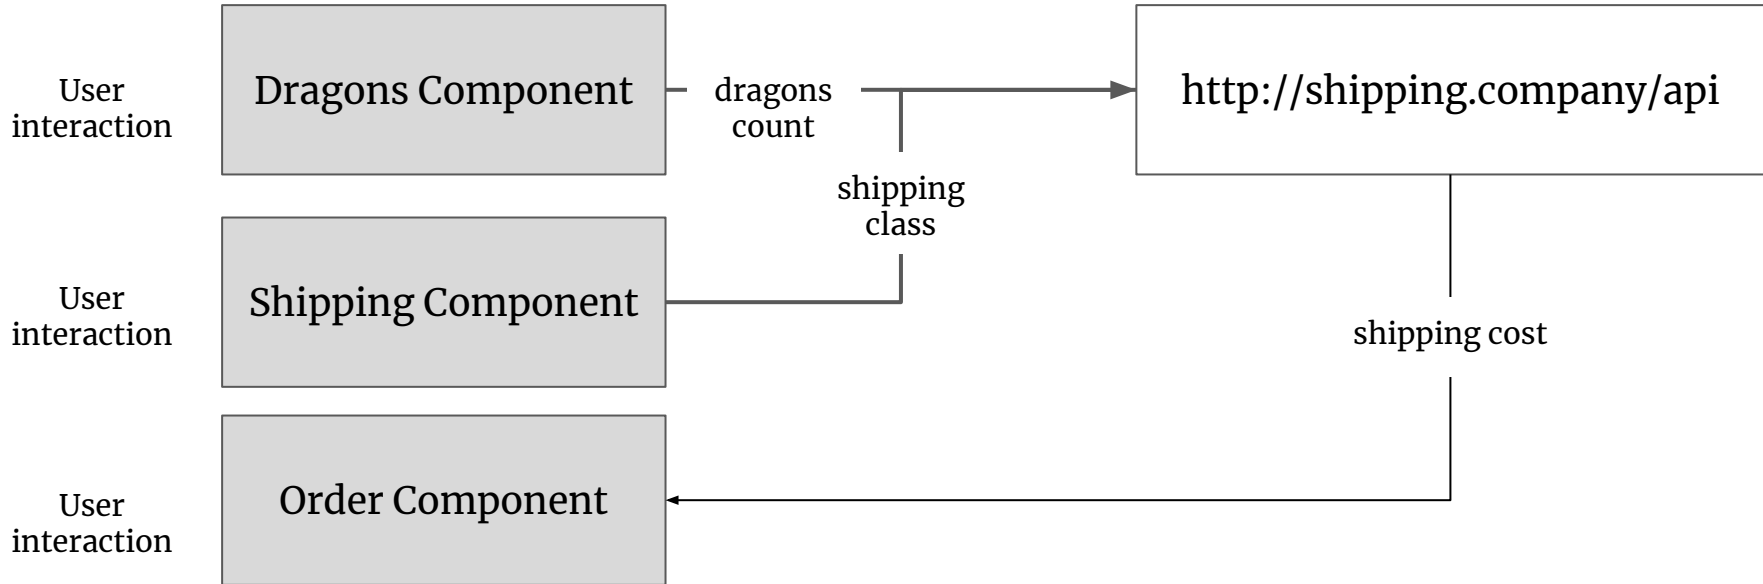 User
interaction
Dragons Component
dragons
count
http://shipping.company/api
shipping
class
User
interaction
Shipping Component
shipping cost
User
interaction
Order Component